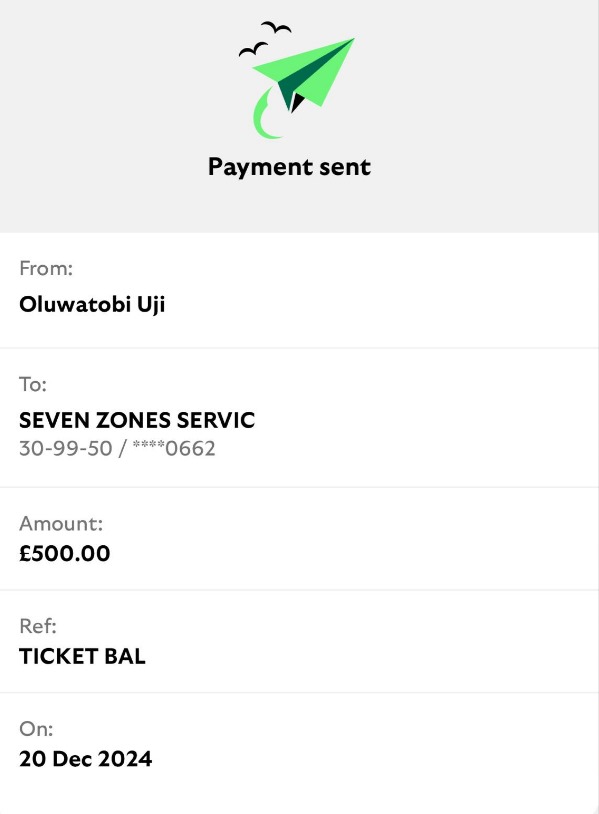 Payment sent
From:
Oluwatobi Uji
To:
SEVEN ZONES SERVIC
30-99-50 / ****0662
Amount:
£500.00
Ref:
TICKET BAL
On:
20 Dec 2024